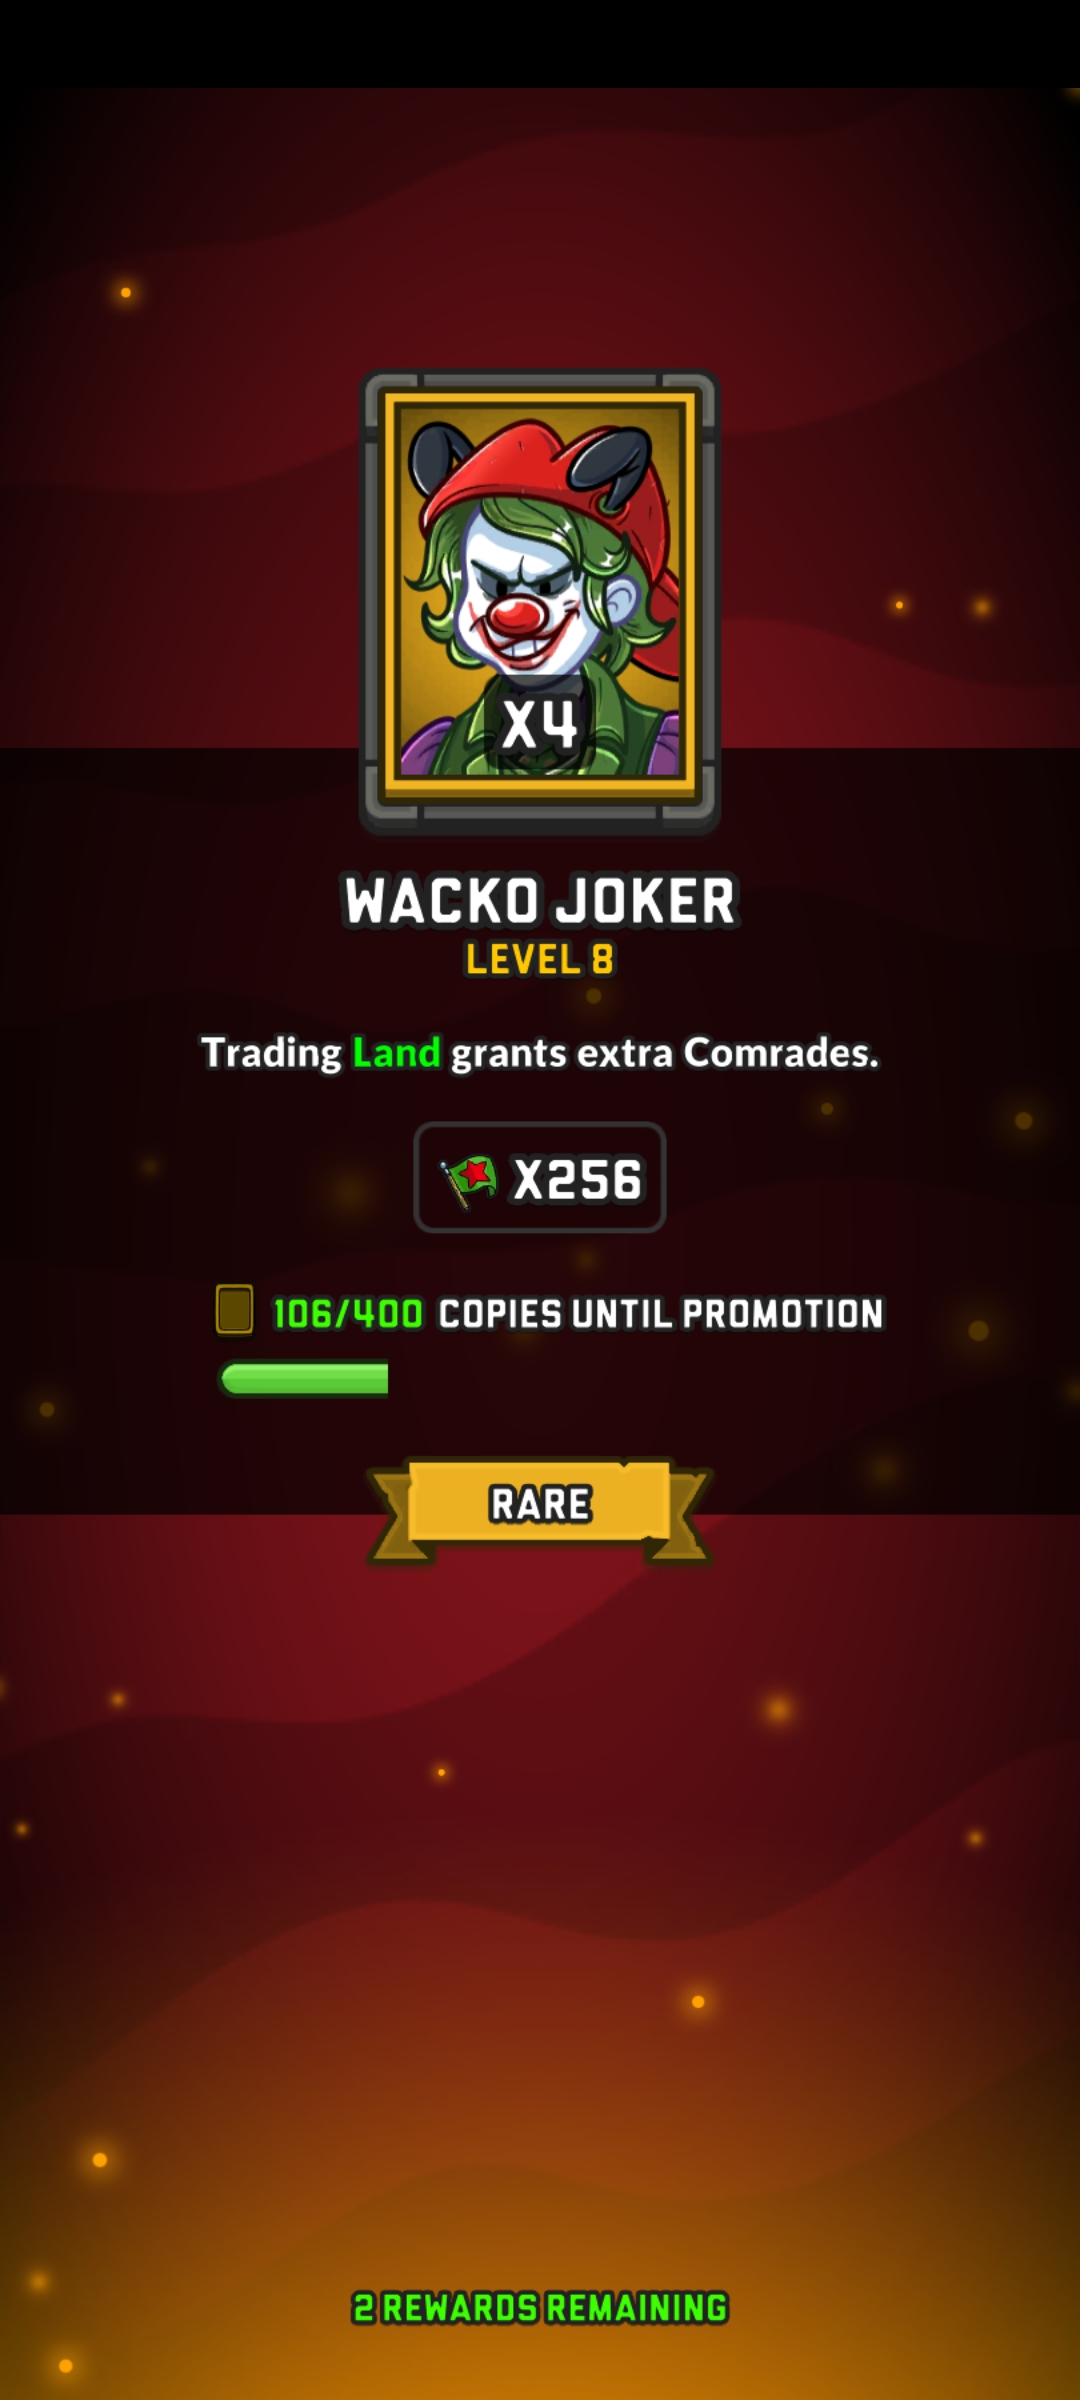 X4
WACKO JOKER
LEVEL 8
Trading Land grants extra Comrades.
X256
106/400 COPIES UNTIL PROMOTION
RARE
2 REWARDS REMAINING